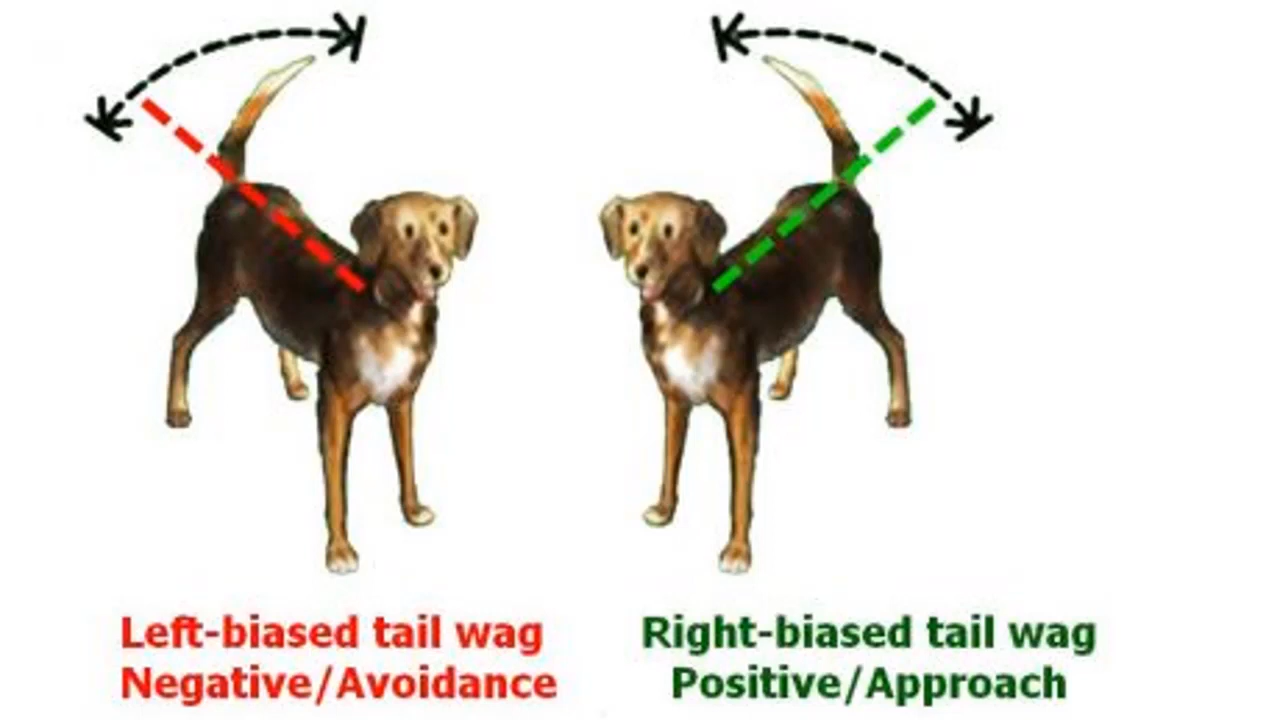 Left-biased tail wag
Negative/Avoidance
Right-biased tail wag
Positive/Approach